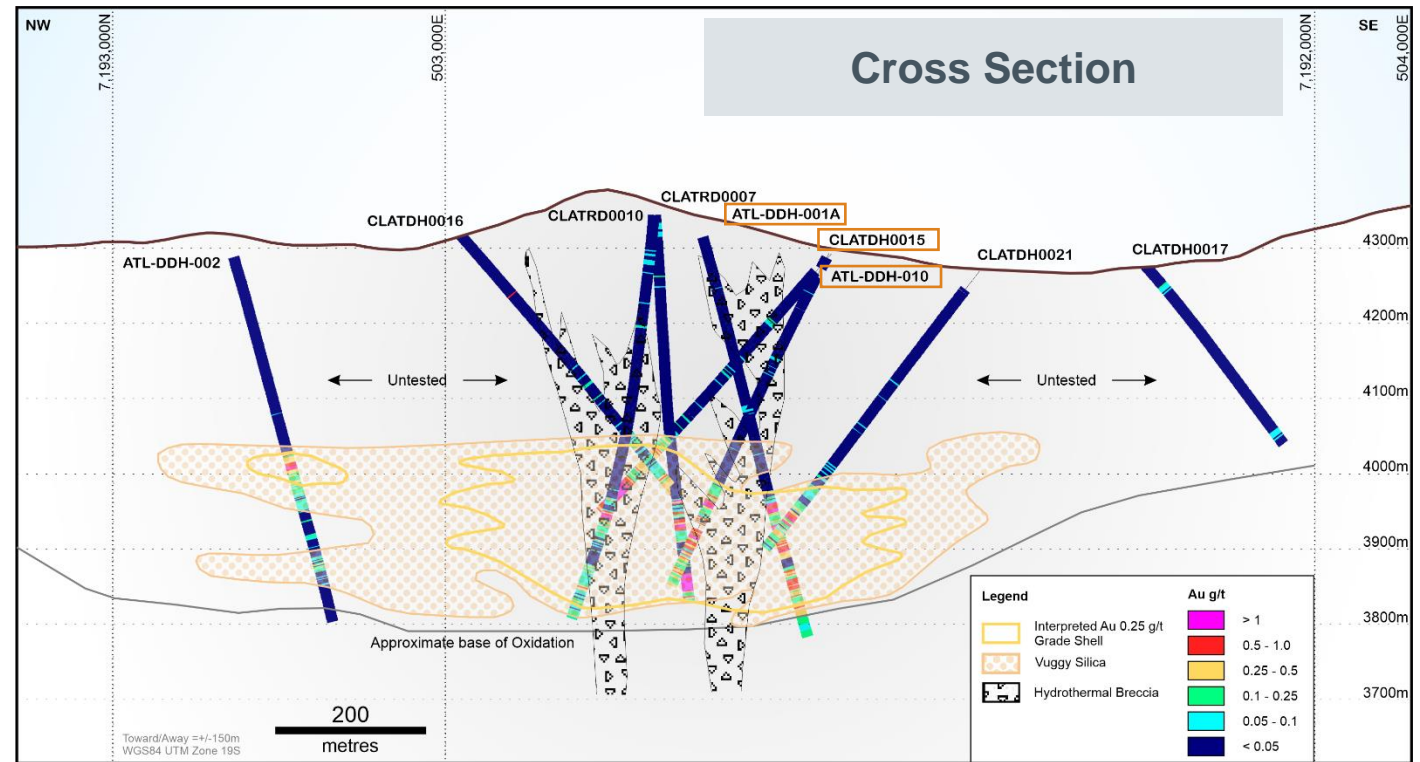 NW
7,193,000N
503,000E
Cross Section
7,192,000N
SE
504,000E
CLATRD0007
CLATRD0010
ATL-DDH-001A
CLATDH0016
CLATDH0015
CLATDH0021
CLATDH0017
ATL-DDH-002
ATL-DDH-010
4300m
4200m
Untested
Untested
4100m
4000m
3900m
3800m
3700m
Approximate base of Oxidation
200
metres
Toward/Away =+/-150m
WGS84 UTM Zone 19S
Legend
Interpreted Au 0.25 g/t
Grade Shell
Vuggy Silica
Hydrothermal Breccia
Au g/t
> 1
0.5 - 1.0
0.25 - 0.5
0.1 - 0.25
0.05 - 0.1
< 0.05